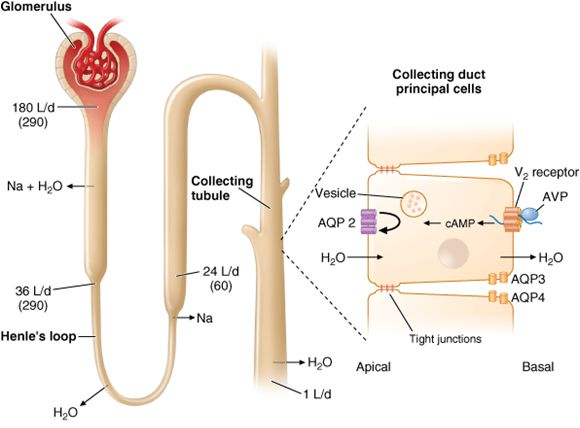 Glomerulus
180 L/d
(290)
Na + H₂O
36 L/d
(290)
Henle's loop
H₂O
Na
24 L/d
(60)
Collecting
tubule
H₂O
1 L/d
Collecting duct
principal cells
V₂ receptor
AVP
Vesicle
AQP 2
cAMP
H₂O
H₂O
AQP3
AQP4
Tight junctions
Apical
Basal